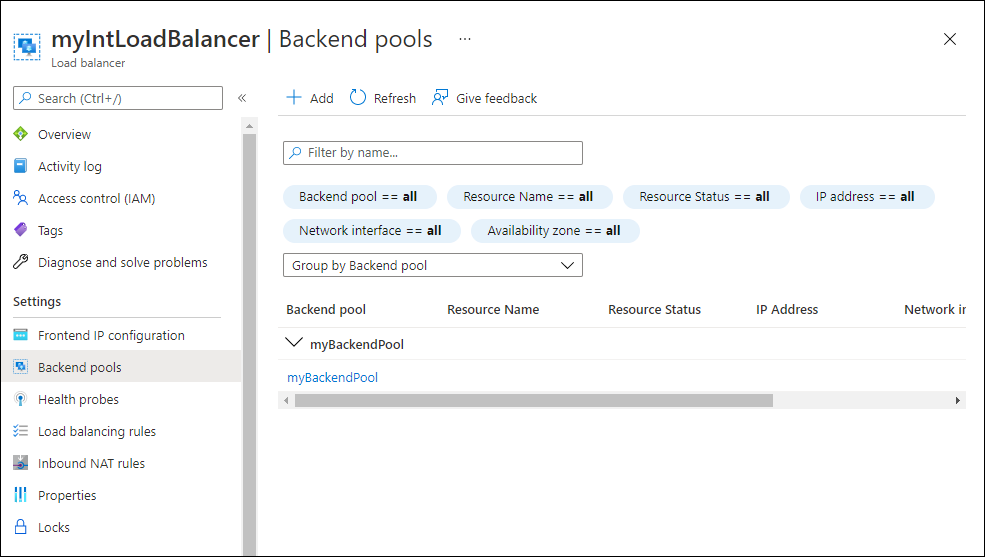 myIntLoadBalancer | Backend pools ...
Load balancer
Search (Ctrl+/)
Overview
Activity log
Access control (IAM)
Tags
Diagnose and solve problems
Settings
Frontend IP configuration
Backend pools
Health probes
Load balancing rules
Inbound NAT rules
Properties
Locks
Add Refresh Give feedback
Filter by name...
Backend pool == all Resource Name == all Resource Status == all IP address == all
Network interface == all Availability zone == all
Group by Backend pool
Backend pool Resource Name Resource Status IP Address Network in
myBackendPool
myBackendPool